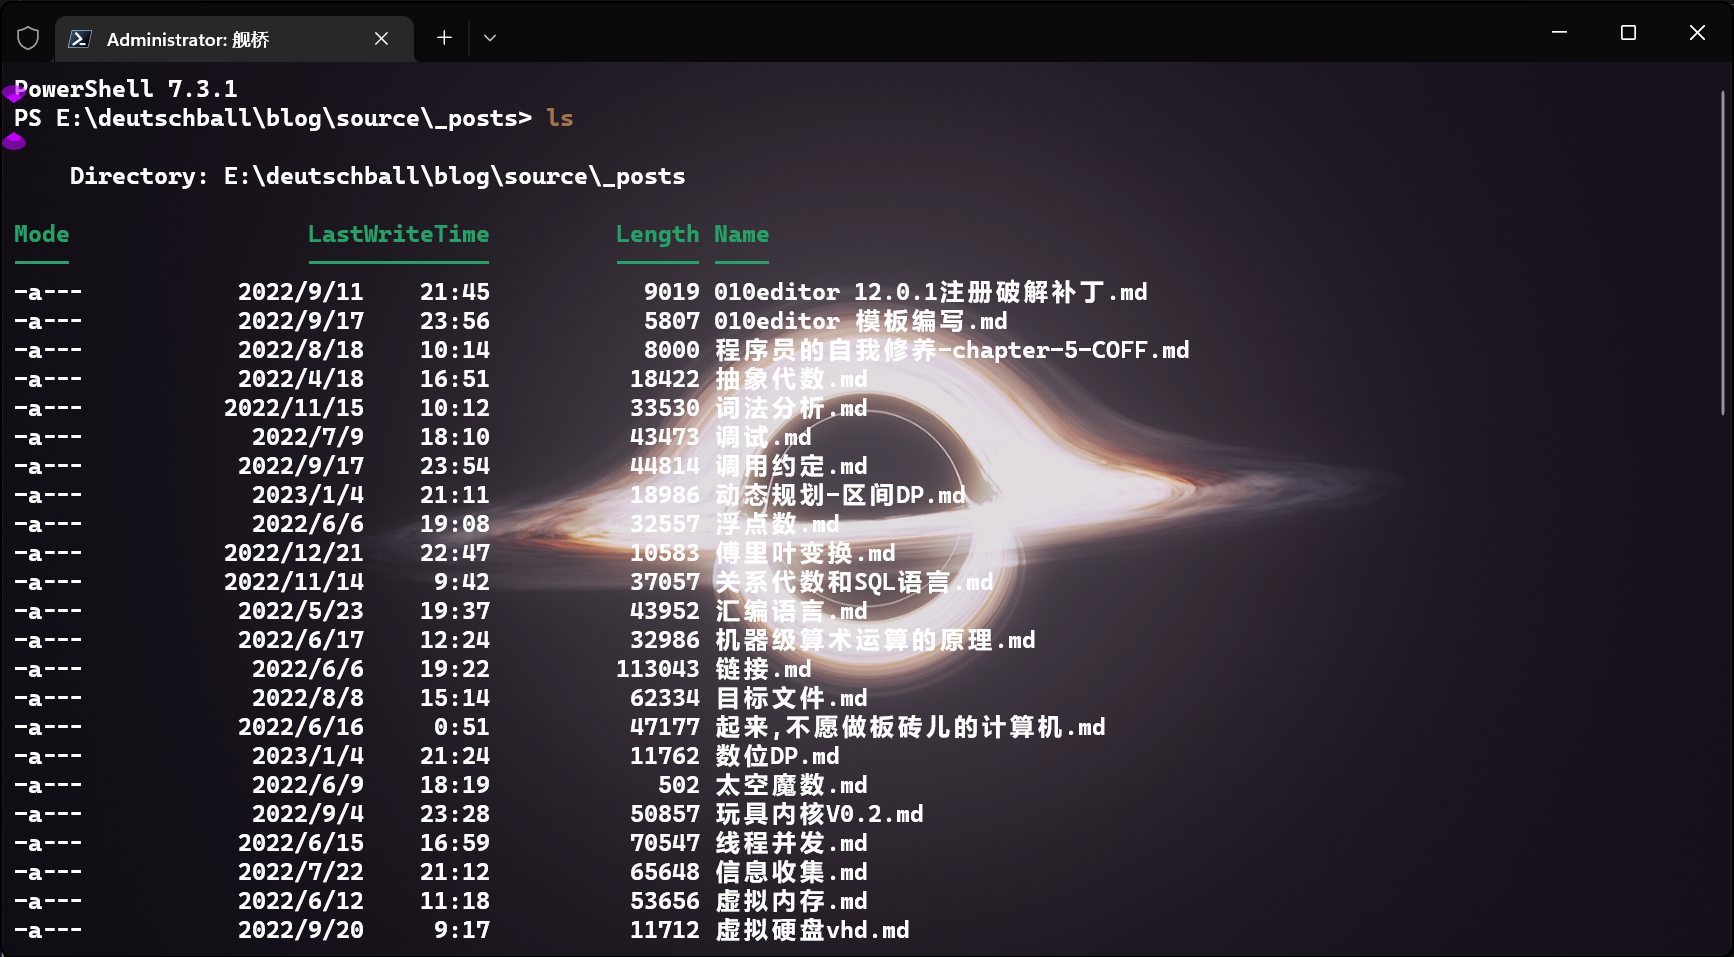 Administrator: 舰桥
PowerShell 7.3.1
PS E:\deutschball\blog\source\_posts> ls
Directory: E:\deutschball\blog\source\_posts
Mode LastWriteTime Length Name
-a--- 2022/9/11 21:45 9019 010editor 12.0.1注册破解补丁.md
-a--- 2022/9/17 23:56 5807 010editor 模板编写.md
-a--- 2022/8/18 10:14 8000 程序员的自我修养-chapter-5-COFF.md
-a--- 2022/4/18 16:51 18422 抽象代数.md
-a--- 2022/11/15 10:12 33530 词法分析.md
-a--- 2022/7/9 18:10 43473 调试.md
-a--- 2022/9/17 23:54 44814 调用约定.md
-a--- 2023/1/4 21:11 18986 动态规划-区间DP.md
-a--- 2022/6/6 19:08 32557 浮点数.md
-a--- 2022/12/21 22:47 10583 傅里叶变换.md
-a--- 2022/11/14 9:42 37057 关系代数和SQL语言.md
-a--- 2022/5/23 19:37 43952 汇编语言.md
-a--- 2022/6/17 12:24 32986 机器级算术运算的原理.md
-a--- 2022/6/6 19:22 113043 链接.md
-a--- 2022/8/8 15:14 62334 目标文件.md
-a--- 2022/6/16 0:51 47177 起来,不愿做板砖儿的计算机.md
-a--- 2023/1/4 21:24 11762 数位DP.md
-a--- 2022/6/9 18:19 502 太空魔数.md
-a--- 2022/9/4 23:28 50857 玩具内核V0.2.md
-a--- 2022/6/15 16:59 70547 线程并发.md
-a--- 2022/7/22 21:12 65648 信息收集.md
-a--- 2022/6/12 11:18 53656 虚拟内存.md
-a--- 2022/9/20 9:17 11712 虚拟硬盘vhd.md